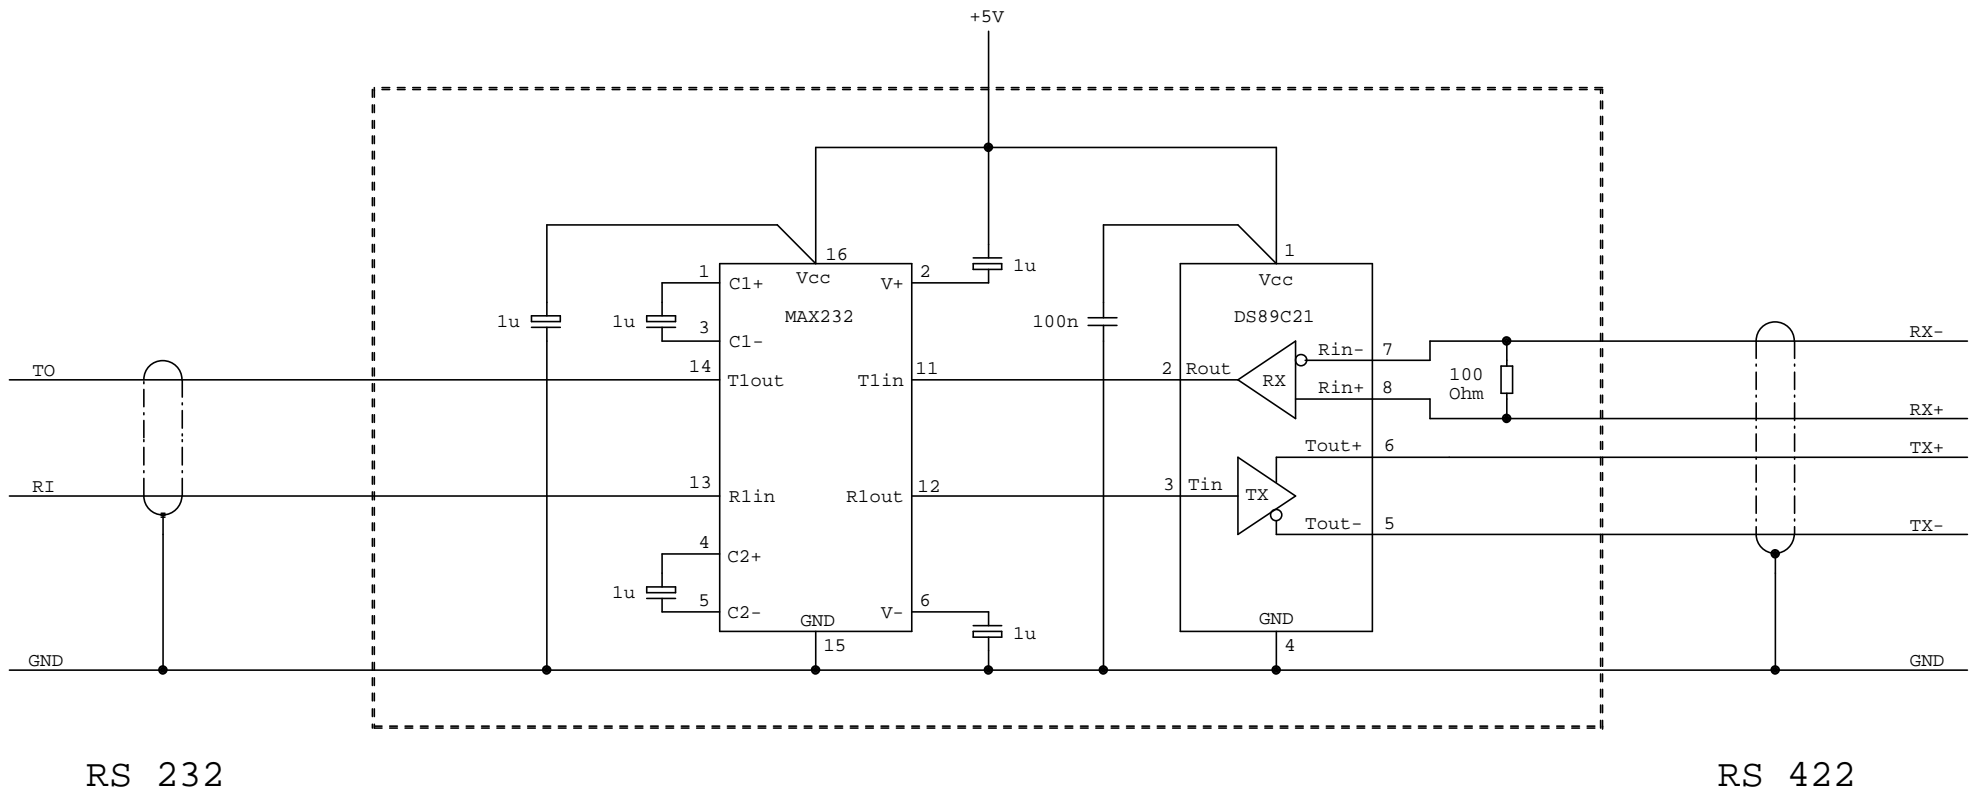 +5V
16
1
1
C1+
Vcc
V+
2
1u
Vcc
1u
1u
3
C1-
MAX232
100n
DS89C21
Rin-
7
RX-
TO
14
T1out
T1in
11
2
Rout
RX
Rin+
8
100
Ohm
RX+
Tout+
6
TX+
RI
13
R1in
R1out
12
3
Tin
TX
Tout-
5
TX-
4
C2+
1u
5
C2-
V-
6
GND
15
1u
GND
4
GND
GND
RS 232
RS 422